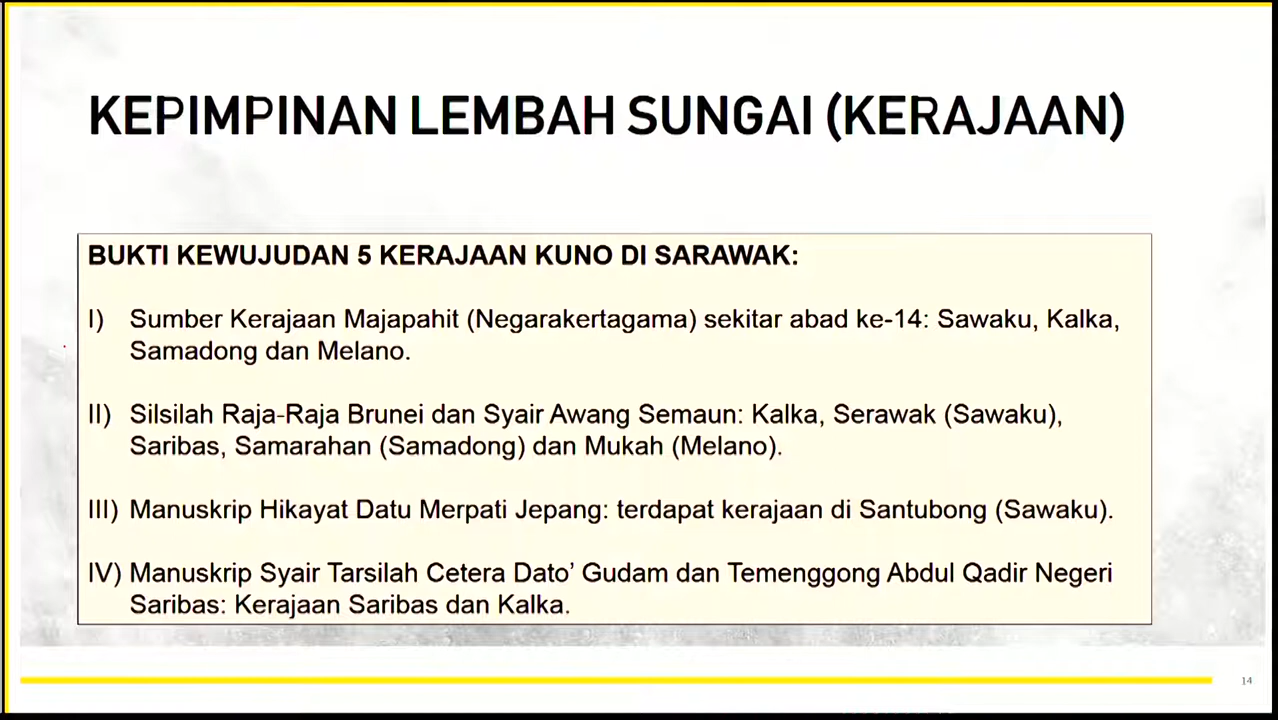 KEPIMPINAN LEMBAH SUNGAI (KERAJAAN)
BUKTI KEWUJUDAN 5 KERAJAAN KUNO DI SARAWAK:
I) Sumber Kerajaan Majapahit (Negarakertagama) sekitar abad ke-14: Sawaku, Kalka,
Samadong dan Melano.
II) Silsilah Raja-Raja Brunei dan Syair Awang Semaun: Kalka, Serawak (Sawaku),
Saribas, Samarahan (Samadong) dan Mukah (Melano).
III) Manuskrip Hikayat Datu Merpati Jepang: terdapat kerajaan di Santubong (Sawaku).
IV) Manuskrip Syair Tarsilah Cetera Dato’ Gudam dan Temenggong Abdul Qadir Negeri
Saribas: Kerajaan Saribas dan Kalka.
14